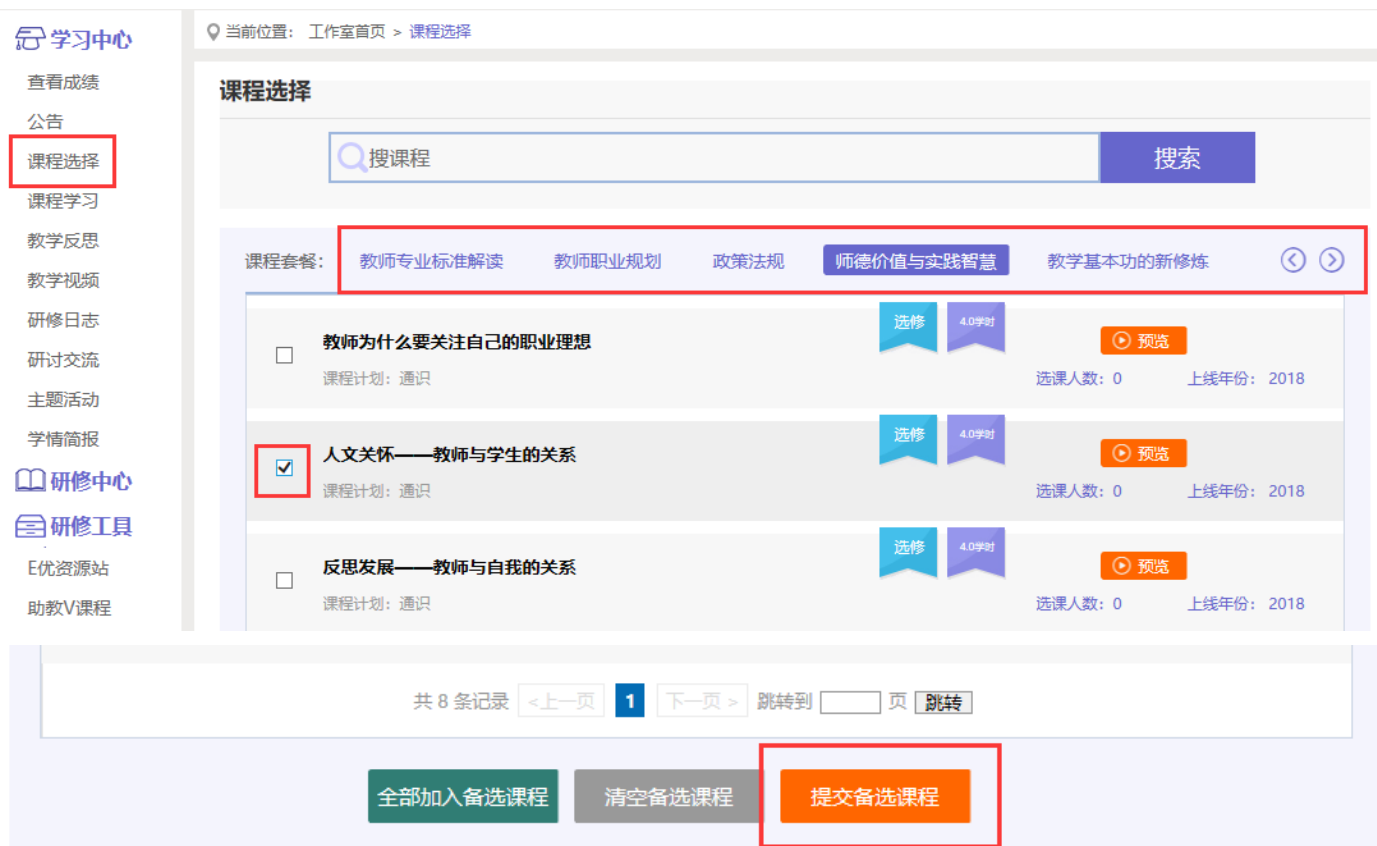 学习中心
查看成绩
公告
课程选择
课程学习
教学反思
教学视频
研修日志
研讨交流
主题活动
学情简报
研修中心
研修工具
E优资源站
助教V课程
当前位置： 工作室首页 > 课程选择
课程选择
搜课程 搜索
课程套餐： 教师专业标准解读 教师职业规划 政策法规 师德价值与实践智慧 教学基本功的新修炼
教师为什么要关注自己的职业理想 选修 4.0学时 预览
课程计划：通识 选课人数：0 上线年份：2018
人文关怀——教师与学生的关系 选修 4.0学时 预览
课程计划：通识 选课人数：0 上线年份：2018
反思发展——教师与自我的关系 选修 4.0学时 预览
课程计划：通识 选课人数：0 上线年份：2018
共 8 条记录 <上一页 1 下一页 > 跳转到 页 跳转
全部加入备选课程 清空备选课程 提交备选课程